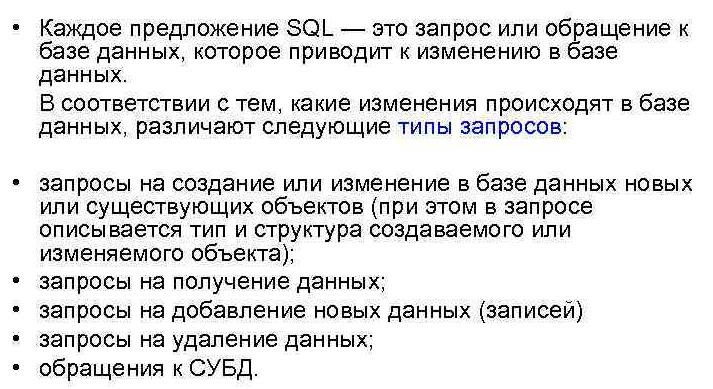 • Каждое предложение SQL — это запрос или обращение к
базе данных, которое приводит к изменению в базе
данных.
В соответствии с тем, какие изменения происходят в базе
данных, различают следующие типы запросов:
• запросы на создание или изменение в базе данных новых
или существующих объектов (при этом в запросе
описывается тип и структура создаваемого или
изменяемого объекта);
• запросы на получение данных;
• запросы на добавление новых данных (записей)
• запросы на удаление данных;
• обращения к СУБД.